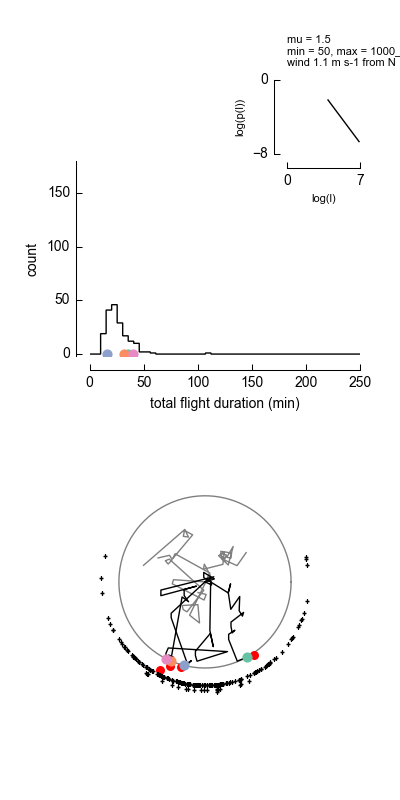 mu = 1.5
min = 50, max = 1000_
wind 1.1 m s-1 from N
0
log(p(l))
−8
0
7
log(l)
150
count
100
50
0
0
50
100
150
200
250
total flight duration (min)